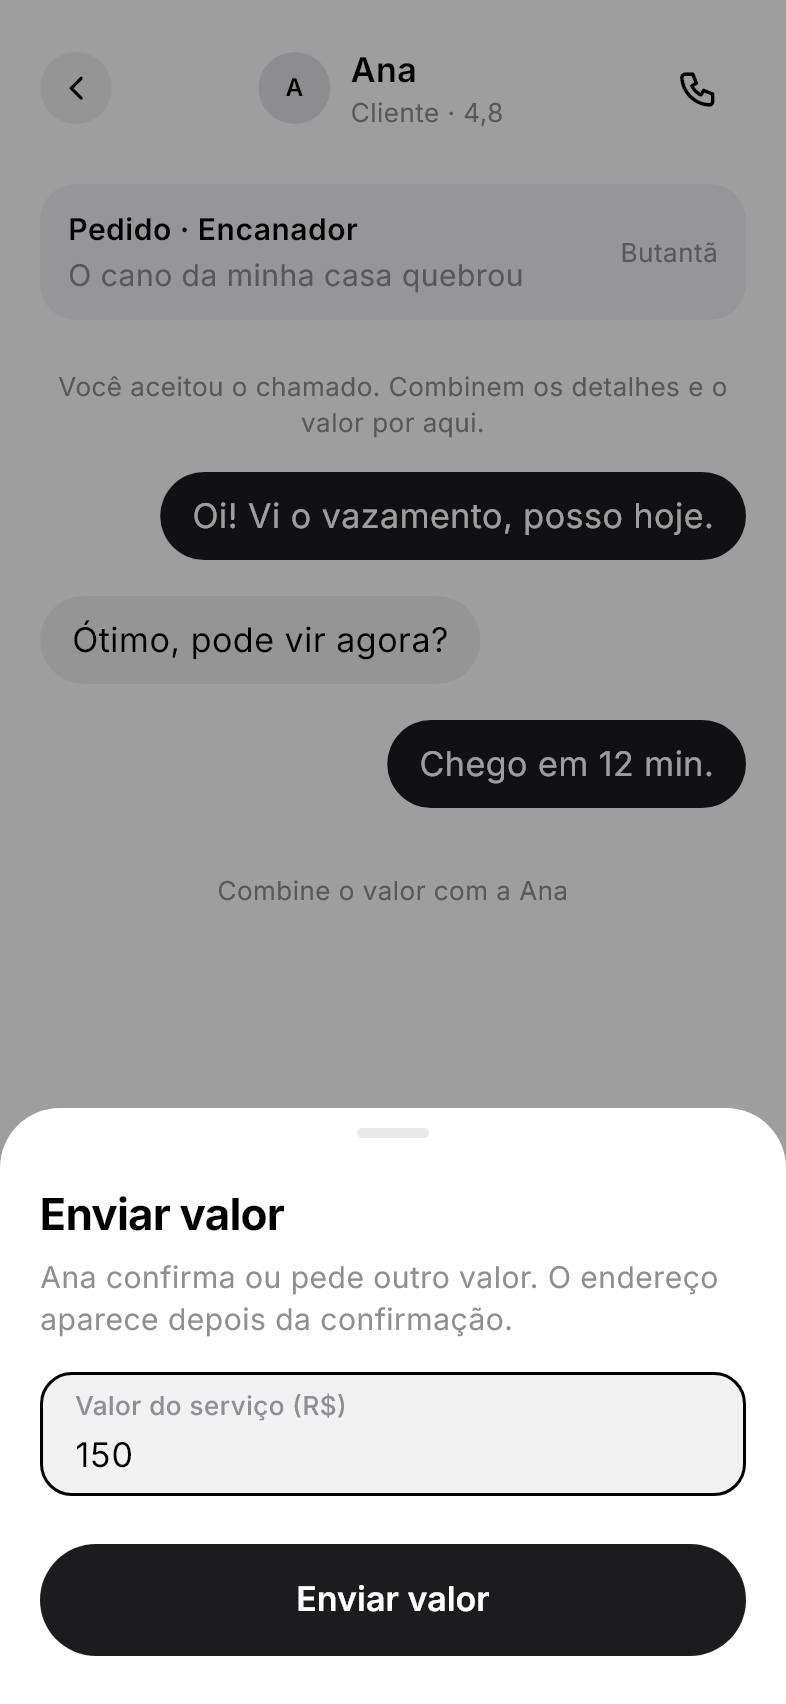 A
Ana
Cliente · 4,8
Pedido · Encanador
O cano da minha casa quebrou
Butantã
Você aceitou o chamado. Combinem os detalhes e o
valor por aqui.
Oi! Vi o vazamento, posso hoje.
Ótimo, pode vir agora?
Chego em 12 min.
Combine o valor com a Ana
Enviar valor
Ana confirma ou pede outro valor. O endereço
aparece depois da confirmação.
Valor do serviço (R$)
150
Enviar valor